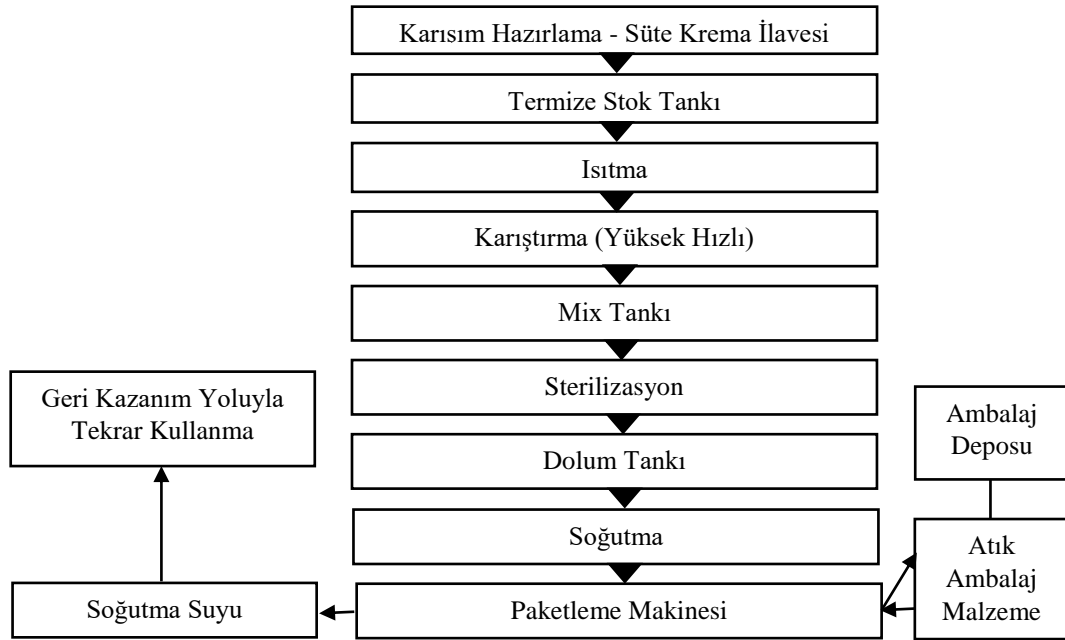 Karısım Hazırlama - Süte Krema İlavesi
Termize Stok Tankı
Isıtma
Karıştırma (Yüksek Hızlı)
Mix Tankı
Sterilizasyon
Dolum Tankı
Soğutma
Paketleme Makinesi
Geri Kazanım Yoluyla
Tekrar Kullanma
Soğutma Suyu
Ambalaj
Deposu
Atık
Ambalaj
Malzeme